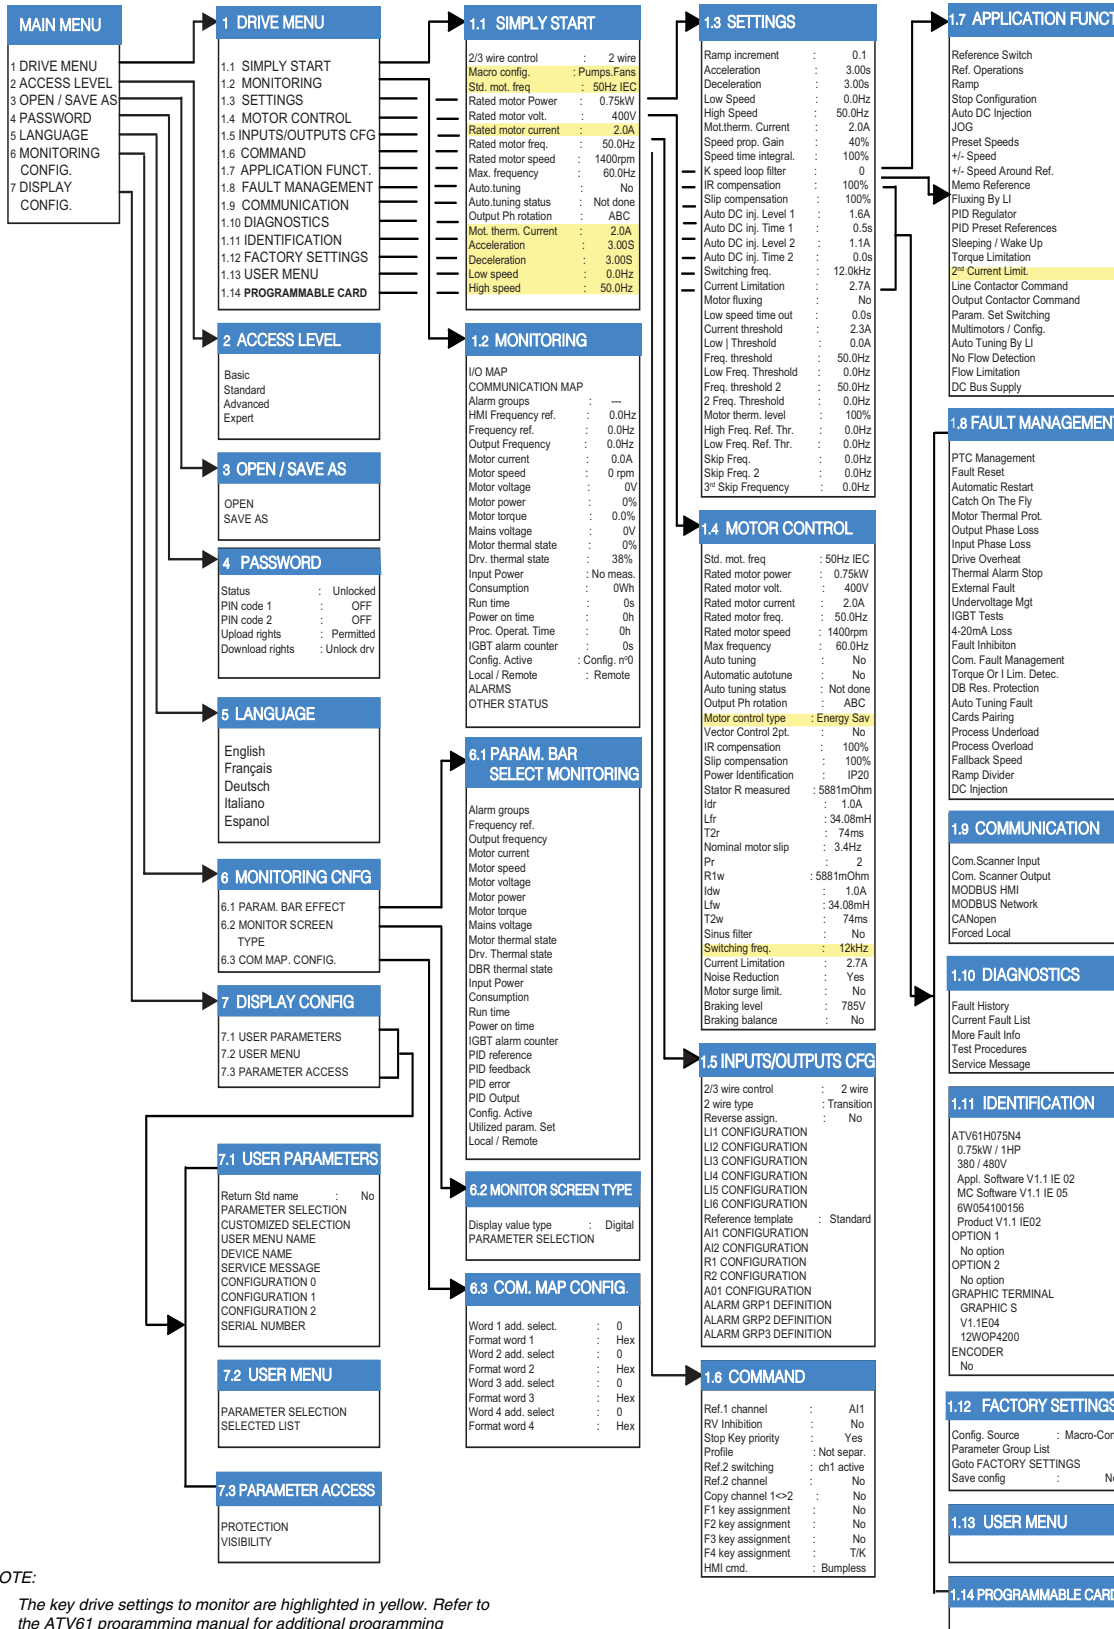 MAIN MENU
1 DRIVE MENU
2 ACCESS LEVEL
3 OPEN / SAVE AS
4 PASSWORD
5 LANGUAGE
6 MONITORING
CONFIG.
7 DISPLAY
CONFIG.
1 DRIVE MENU
1.1 SIMPLY START
1.2 MONITORING
1.3 SETTINGS
1.4 MOTOR CONTROL
1.5 INPUTS/OUTPUTS CFG
1.6 COMMAND
1.7 APPLICATION FUNCT.
1.8 FAULT MANAGEMENT
1.9 COMMUNICATION
1.10 DIAGNOSTICS
1.11 IDENTIFICATION
1.12 FACTORY SETTINGS
1.13 USER MENU
1.14 PROGRAMMABLE CARD
2 ACCESS LEVEL
Basic
Standard
Advanced
Expert
3 OPEN / SAVE AS
OPEN
SAVE AS
4 PASSWORD
Status : Unlocked
PIN code 1 : OFF
PIN code 2 : OFF
Upload rights : Permitted
Download rights : Unlock drv
5 LANGUAGE
English
Français
Deutsch
Italiano
Espanol
6 MONITORING CNFG
6.1 PARAM. BAR EFFECT
6.2 MONITOR SCREEN
TYPE
6.3 COM MAP. CONFIG.
7 DISPLAY CONFIG
7.1 USER PARAMETERS
7.2 USER MENU
7.3 PARAMETER ACCESS
7.1 USER PARAMETERS
Return Std name : No
PARAMETER SELECTION
CUSTOMIZED SELECTION
USER MENU NAME
DEVICE NAME
SERVICE MESSAGE
CONFIGURATION 0
CONFIGURATION 1
CONFIGURATION 2
SERIAL NUMBER
7.2 USER MENU
PARAMETER SELECTION
SELECTED LIST
7.3 PARAMETER ACCESS
PROTECTION
VISIBILITY
1.1 SIMPLY START
2/3 wire control : 2 wire
Macro config. : Pumps.Fans
Std. mot. freq : 50Hz IEC
Rated motor Power : 0.75kW
Rated motor volt. : 400V
Rated motor current : 2.0A
Rated motor freq. : 50.0Hz
Rated motor speed : 1400rpm
Max. frequency : 60.0Hz
Auto.tuning : No
Auto.tuning status : Not done
Output Ph rotation : ABC
Mot. therm. Current : 2.0A
Acceleration : 3.00S
Deceleration : 3.00S
Low speed : 0.0Hz
High speed : 50.0Hz
1.2 MONITORING
I/O MAP
COMMUNICATION MAP
Alarm groups : ---
HMI Frequency ref. : 0.0Hz
Frequency ref. : 0.0Hz
Output Frequency : 0.0Hz
Motor current : 0.0A
Motor speed : 0 rpm
Motor voltage : 0V
Motor power : 0%
Motor torque : 0.0%
Mains voltage : 0V
Motor thermal state : 0%
Drv. thermal state : 38%
Input Power : No meas.
Consumption : 0Wh
Run time : 0s
Power on time : 0h
Proc. Operat. Time : 0h
IGBT alarm counter : 0s
Config. Active : Config. nº0
Local / Remote : Remote
ALARMS
OTHER STATUS
6.1 PARAM. BAR
SELECT MONITORING
Alarm groups
Frequency ref.
Output frequency
Motor current
Motor speed
Motor voltage
Motor power
Motor torque
Mains voltage
Motor thermal state
Drv. Thermal state
DBR thermal state
Input Power
Consumption
Run time
Power on time
IGBT alarm counter
PID reference
PID feedback
PID error
PID Output
Config. Active
Utilized param. Set
Local / Remote
6.2 MONITOR SCREEN TYPE
Display value type : Digital
PARAMETER SELECTION
6.3 COM. MAP CONFIG.
Word 1 add. select. : 0
Format word 1 : Hex
Word 2 add. select : 0
Format word 2 : Hex
Word 3 add. select : 0
Format word 3 : Hex
Word 4 add. select : 0
Format word 4 : Hex
1.3 SETTINGS
Ramp increment : 0.1
Acceleration : 3.00s
Deceleration : 3.00s
Low Speed : 0.0Hz
High Speed : 50.0Hz
Mot.therm. Current : 2.0A
Speed prop. Gain : 40%
Speed time integral. : 100%
K speed loop filter : 0
IR compensation : 100%
Slip compensation : 100%
Auto DC inj. Level 1 : 1.6A
Auto DC inj. Time 1 : 0.5s
Auto DC inj. Level 2 : 1.1A
Auto DC inj. Time 2 : 0.0s
Switching freq. : 12.0kHz
Current Limitation : 2.7A
Motor fluxing : No
Low speed time out : 0.0s
Current threshold : 2.3A
Low | Threshold : 0.0A
Freq. threshold : 50.0Hz
Low Freq. Threshold : 0.0Hz
Freq. threshold 2 : 50.0Hz
2 Freq. Threshold : 0.0Hz
Motor therm. level : 100%
High Freq. Ref. Thr. : 0.0Hz
Low Freq. Ref. Thr. : 0.0Hz
Skip Freq. : 0.0Hz
Skip Freq. 2 : 0.0Hz
3rd Skip Frequency : 0.0Hz
1.4 MOTOR CONTROL
Std. mot. freq : 50Hz IEC
Rated motor power : 0.75kW
Rated motor volt. : 400V
Rated motor current : 2.0A
Rated motor freq. : 50.0Hz
Rated motor speed : 1400rpm
Max frequency : 60.0Hz
Auto tuning : No
Automatic autotune : No
Auto tuning status : Not done
Output Ph rotation : ABC
Motor control type : Energy Sav
Vector Control 2pt. : No
IR compensation : 100%
Slip compensation : 100%
Power Identification : IP20
Stator R measured : 5881mOhm
Idr : 1.0A
Lfr : 34.08mH
T2r : 74ms
Nominal motor slip : 3.4Hz
Pr : 2
R1w : 5881mOhm
Idw : 1.0A
Lfw : 34.08mH
T2w : 74ms
Sinus filter : No
Switching freq. : 12kHz
Current Limitation : 2.7A
Noise Reduction : Yes
Motor surge limit. : No
Braking level : 785V
Braking balance : No
1.5 INPUTS/OUTPUTS CFG
2/3 wire control : 2 wire
2 wire type : Transition
Reverse assign. : No
LI1 CONFIGURATION
LI2 CONFIGURATION
LI3 CONFIGURATION
LI4 CONFIGURATION
LI5 CONFIGURATION
LI6 CONFIGURATION
Reference template : Standard
AI1 CONFIGURATION
AI2 CONFIGURATION
R1 CONFIGURATION
R2 CONFIGURATION
A01 CONFIGURATION
ALARM GRP1 DEFINITION
ALARM GRP2 DEFINITION
ALARM GRP3 DEFINITION
1.6 COMMAND
Ref.1 channel : AI1
RV Inhibition : No
Stop Key priority : Yes
Profile : Not separ.
Ref.2 switching : ch1 active
Ref.2 channel : No
Copy channel 1<>2 : No
F1 key assignment : No
F2 key assignment : No
F3 key assignment : No
F4 key assignment : T/K
HMI cmd. : Bumpless
1.7 APPLICATION FUNCT
Reference Switch
Ref. Operations
Ramp
Stop Configuration
Auto DC Injection
JOG
Preset Speeds
+/- Speed
+/- Speed Around Ref.
Memo Reference
Fluxing By LI
PID Regulator
PID Preset References
Sleeping / Wake Up
Torque Limitation
2nd Current Limit.
Line Contactor Command
Output Contactor Command
Param. Set Switching
Multimotors / Config.
Auto Tuning By LI
No Flow Detection
Flow Limitation
DC Bus Supply
1.8 FAULT MANAGEMENT
PTC Management
Fault Reset
Automatic Restart
Catch On The Fly
Motor Thermal Prot.
Output Phase Loss
Input Phase Loss
Drive Overheat
Thermal Alarm Stop
External Fault
Undervoltage Mgt
IGBT Tests
4-20mA Loss
Fault Inhibiton
Com. Fault Management
Torque Or I Lim. Detec.
DB Res. Protection
Auto Tuning Fault
Cards Pairing
Process Underload
Process Overload
Fallback Speed
Ramp Divider
DC Injection
1.9 COMMUNICATION
Com.Scanner Input
Com. Scanner Output
MODBUS HMI
MODBUS Network
CANopen
Forced Local
1.10 DIAGNOSTICS
Fault History
Current Fault List
More Fault Info
Test Procedures
Service Message
1.11 IDENTIFICATION
ATV61H075N4
0.75kW / 1HP
380 / 480V
Appl. Software V1.1 IE 02
MC Software V1.1 IE 05
6W054100156
Product V1.1 IE02
OPTION 1
No option
OPTION 2
No option
GRAPHIC TERMINAL
GRAPHIC S
V1.1E04
12WOP4200
ENCODER
No
1.12 FACTORY SETTINGS
Config. Source : Macro-Con
Parameter Group List
Goto FACTORY SETTINGS
Save config : No
1.13 USER MENU
1.14 PROGRAMMABLE CARD
OTE:
The key drive settings to monitor are highlighted in yellow. Refer to
the ATV61 programming manual for additional programming